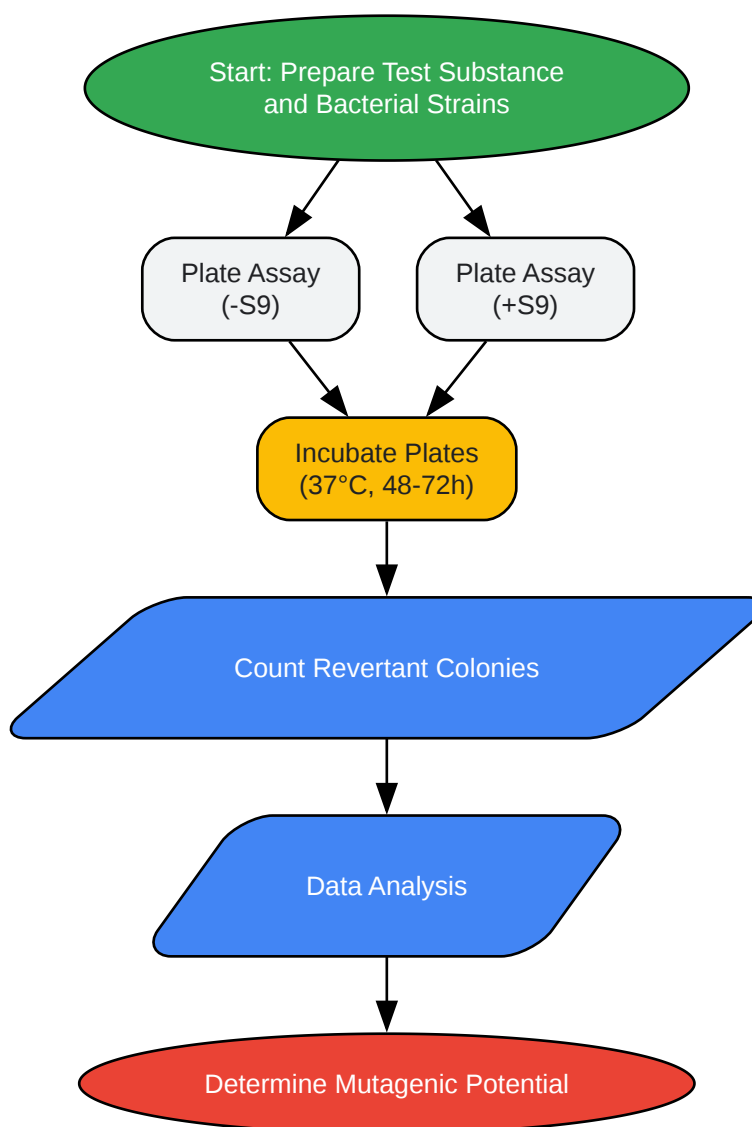 Start: Prepare Test Substance
and Bacterial Strains
Plate Assay
(-S9)
Plate Assay
(+S9)
Incubate Plates
(37°C, 48-72h)
Count Revertant Colonies
Data Analysis
Determine Mutagenic Potential